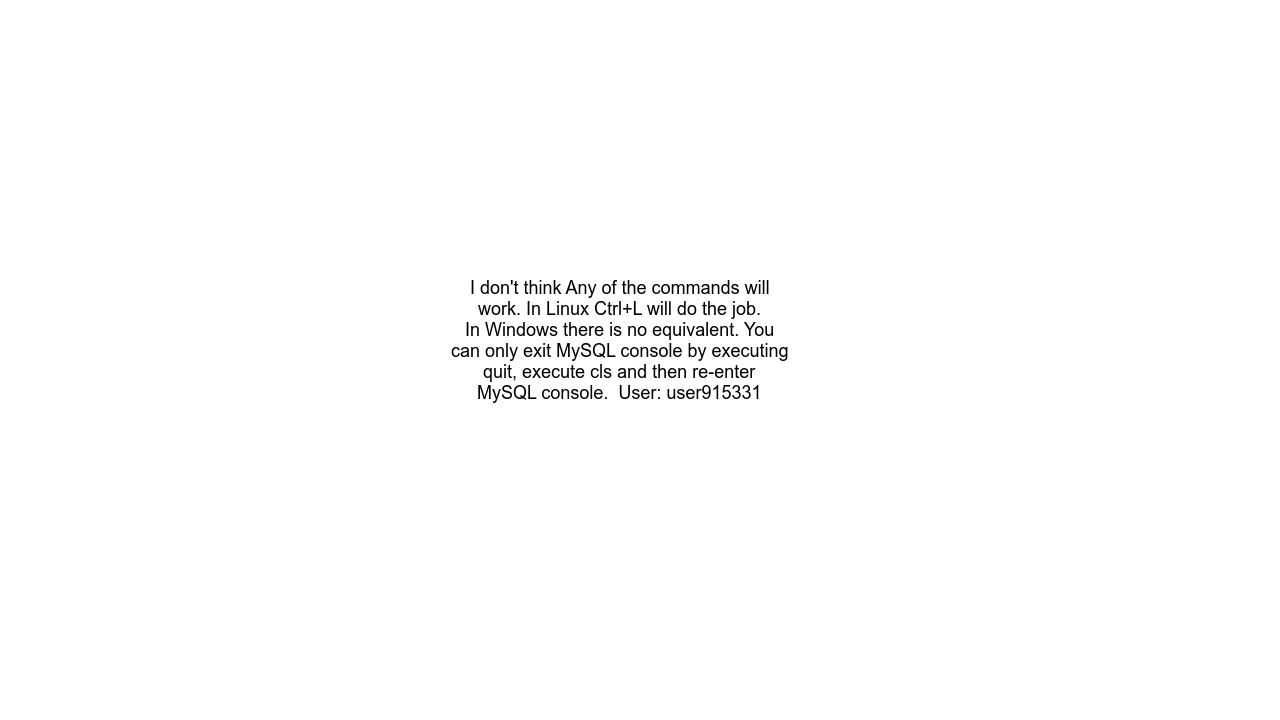 I don't think Any of the commands will
work. In Linux Ctrl+L will do the job.
In Windows there is no equivalent. You
can only exit MySQL console by executing
quit, execute cls and then re-enter
MySQL console.  User: user915331